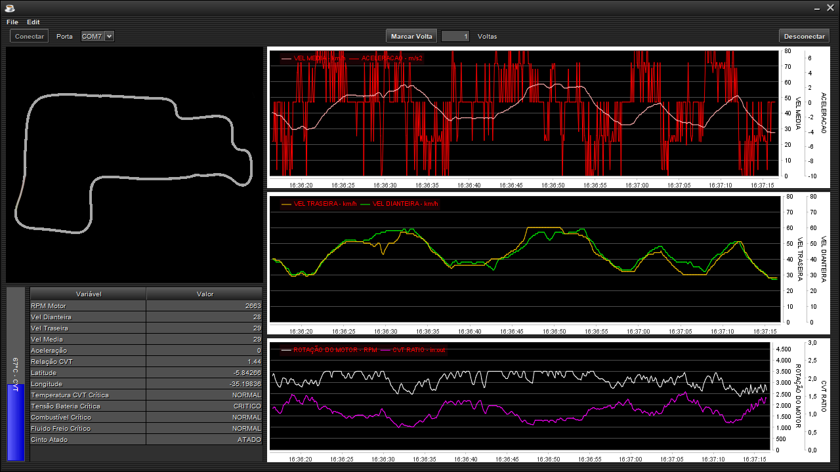 File Edit
Conectar Porta COM7 Marcar Volta 1 Voltas Desconectar
ACELERACAO - m/s2
80 70 60 50 40 30 20 10 0
VEL MEDIA
6 4 2 0 -2 -4 -6 -8 -10
ACELERACAO
16:36:20 16:36:25 16:36:30 16:36:35 16:36:40 16:36:45 16:36:50 16:36:55 16:37:00 16:37:05 16:37:10 16:37:15
VEL TRASEIRA - km/h VEL DIANTEIRA - km/h
80 70 60 50 40 30 20 10 0
VEL TRASEIRA
80 70 60 50 40 30 20 10 0
VEL DIANTEIRA
16:36:20 16:36:25 16:36:30 16:36:35 16:36:40 16:36:45 16:36:50 16:36:55 16:37:00 16:37:05 16:37:10 16:37:15
ROTAÇÃO DO MOTOR - RPM CVT RATIO - in:out
4.500 4.000 3.500 3.000 2.500 2.000 1.500 1.000 500 0
ROTAÇÃO DO MOTOR
3,0 2,5 2,0 1,5 1,0 0,5 0,0
CVT RATIO
16:36:20 16:36:25 16:36:30 16:36:35 16:36:40 16:36:45 16:36:50 16:36:55 16:37:00 16:37:05 16:37:10 16:37:15
67ºC - CVT
Variável Valor
RPM Motor 2663
Vel Dianteira 28
Vel Traseira 29
Vel Media 29
Aceleração 0
Relação CVT 1.44
Latitude -5.84266
Longitude -35.19836
Temperatura CVT Crítica NORMAL
Tensão Bateria Crítica CRITICO
Combustível Crítico NORMAL
Fluido Freio Crítico NORMAL
Cinto Atado ATADO